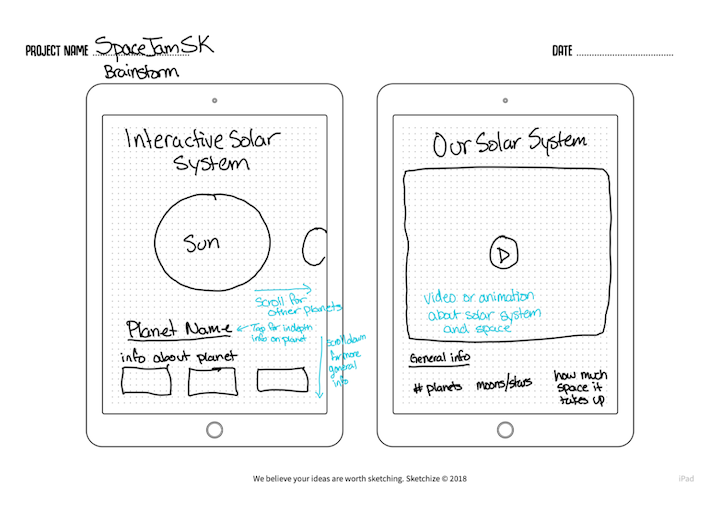 PROJECT NAME SpaceJamSK
Brainstorm
DATE
Interactive Solar
System
Sun
Scroll for
other planets
Planet Name
Tap for indepth
info on planet
info about planet
scroll down
for more
general
info
Our Solar System
video or animation
about solar system
and space
General info
# planets
moons/stars
how much
space it
takes up
We believe your ideas are worth sketching. Sketchize © 2018
iPad